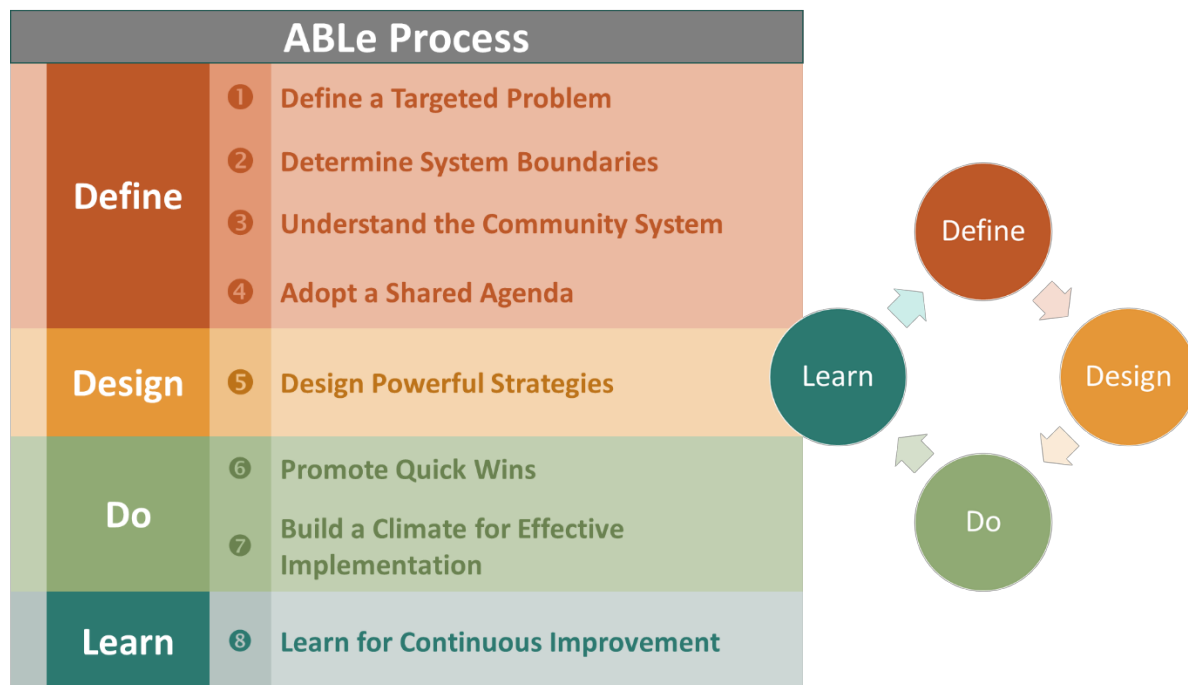 ABLe Process
Define
❶ Define a Targeted Problem
❷ Determine System Boundaries
❸ Understand the Community System
❹ Adopt a Shared Agenda
Design
❺ Design Powerful Strategies
Do
❻ Promote Quick Wins
❼ Build a Climate for Effective
Implementation
Learn
❽ Learn for Continuous Improvement
Define
Design
Do
Learn